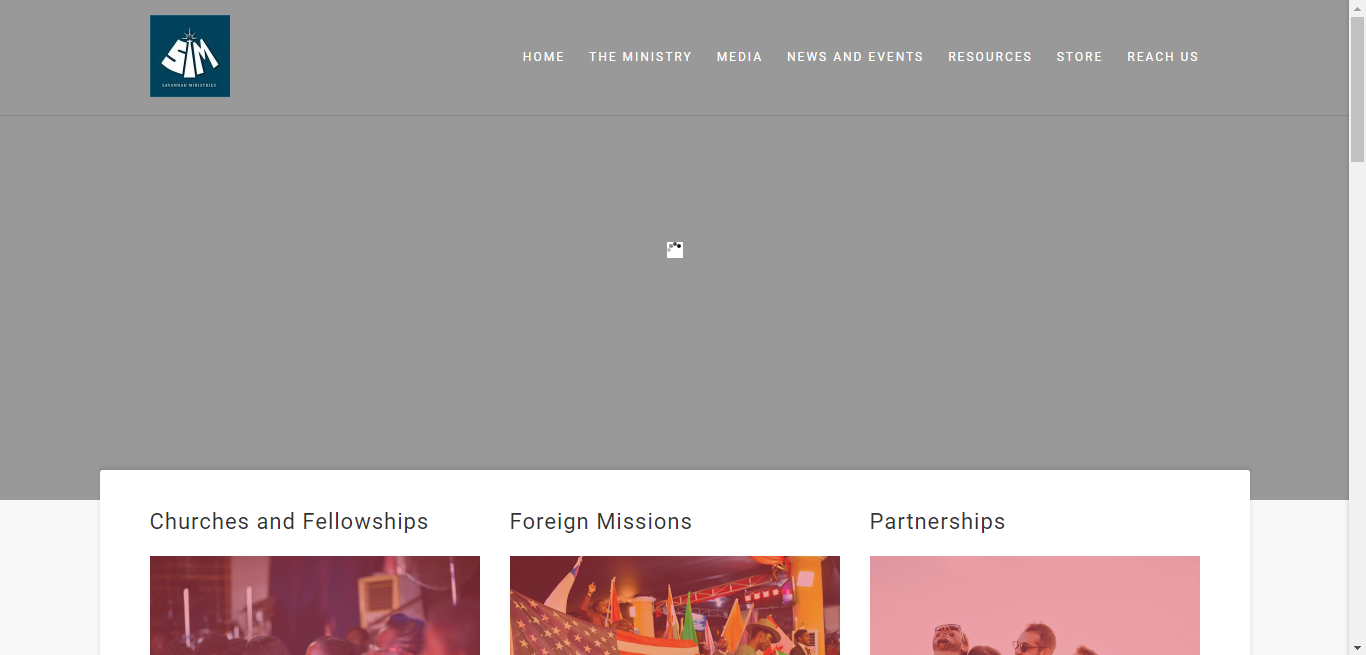 SIM
SAVANNAH MINISTRIES
HOME THE MINISTRY MEDIA NEWS AND EVENTS RESOURCES STORE REACH US
Churches and Fellowships Foreign Missions Partnerships